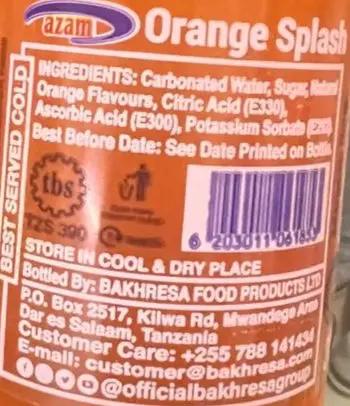 azam Orange Splash
INGREDIENTS: Carbonated Water, Sugar, Natural
Orange Flavours, Citric Acid (E330),
Ascorbic Acid (E300), Potassium Sorbate
Best Before Date: See Date Printed on Bottle.
BEST SERVED COLD
tbs
TZS 390
6 203011 061
STORE IN COOL & DRY PLACE
Bottled By: BAKHRESA FOOD PRODUCTS LTD
P.O. Box 2517, Kilwa Rd, Mwandege Area
Dar es Salaam, Tanzania
Customer Care: +255 788 141434
E-mail: customer@bakhresa.com
@officialbakhresagroup